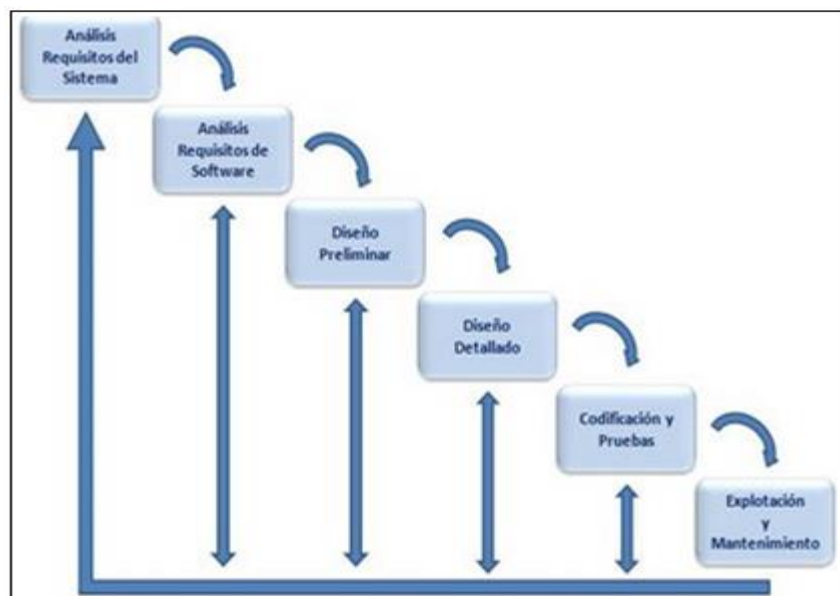 Análisis
Requisitos del
Sistema
Análisis
Requisitos de
Software
Diseño
Preliminar
Diseño
Detallado
Codificación y
Pruebas
Explotación
y
Mantenimiento